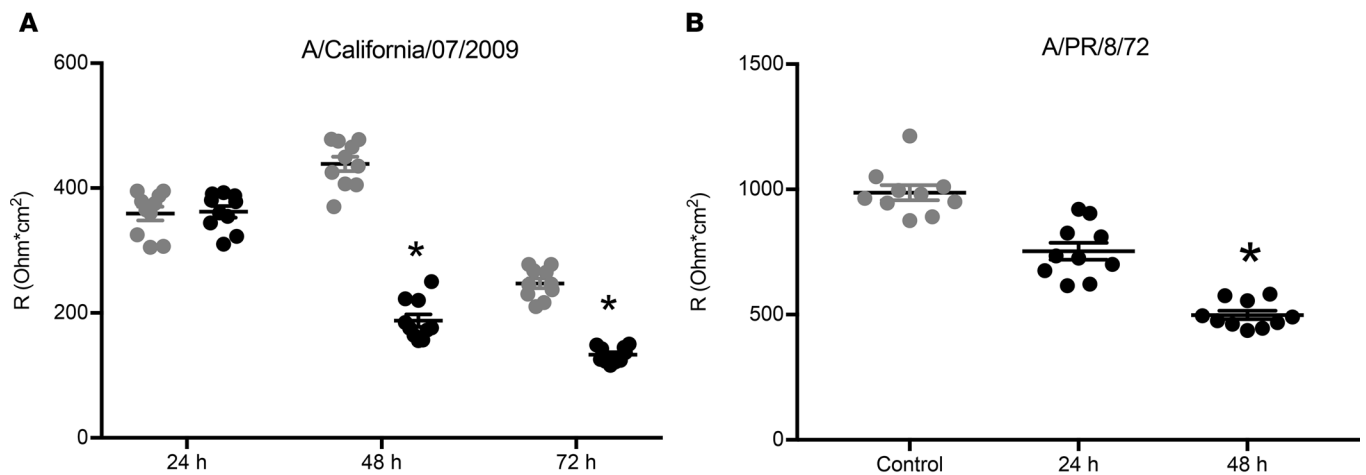 A
A/California/07/2009
R (Ohm*cm2)
600
400
200
0
*
*
24 h
48 h
72 h
B
A/PR/8/72
R (Ohm*cm2)
1500
1000
500
0
*
Control
24 h
48 h